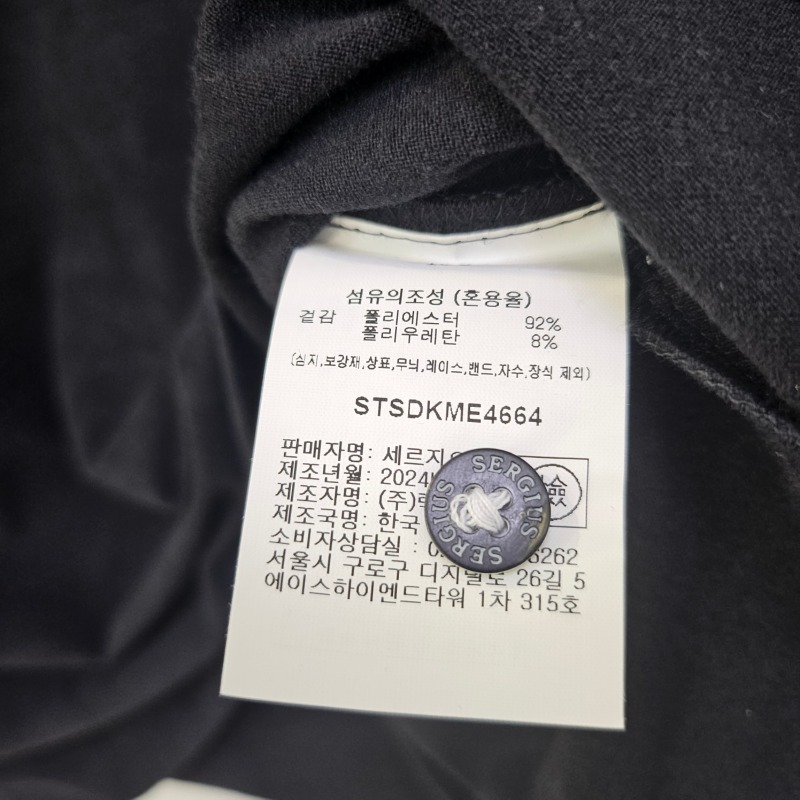 섬유의조성 (혼용율)
겉감 폴리에스터 92%
폴리우레탄 8%
(심지,보강재,상표,무늬,레이스,밴드,자수,장식 제외)
STSDKME4664
판매자명: 세르지오
제조년월: 2024
제조자명: (주)
제조국명: 한국
소비자상담실 : 6262
서울시 구로구 디지털로 26길 5
에이스하이엔드타워 1차 315호
SERGIUS
SERGIUS